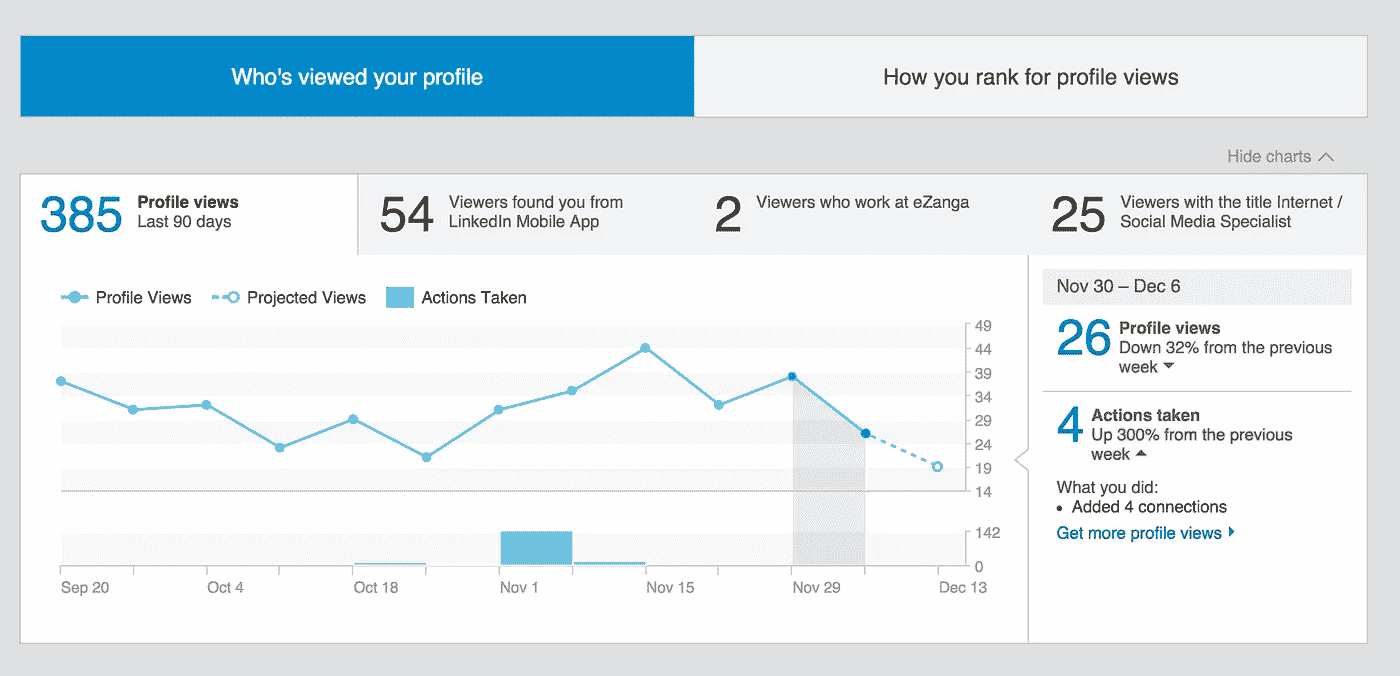 Who's viewed your profile
How you rank for profile views
Hide charts
385
Profile views
Last 90 days
54
Viewers found you from
LinkedIn Mobile App
2
Viewers who work at eZanga
25
Viewers with the title Internet /
Social Media Specialist
Profile Views
Projected Views
Actions Taken
49
44
39
34
29
24
19
14
142
0
Sep 20
Oct 4
Oct 18
Nov 1
Nov 15
Nov 29
Dec 13
Nov 30 – Dec 6
26
Profile views
Down 32% from the previous
week
4
Actions taken
Up 300% from the previous
week
What you did:
• Added 4 connections
Get more profile views